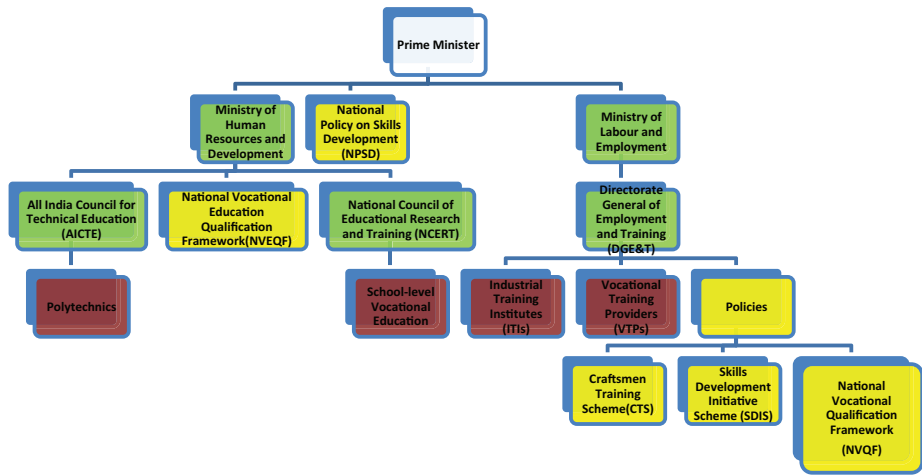 Prime Minister
Ministry of
Human
Resources and
Development
National
Policy on Skills
Development
(NPSD)
Ministry of
Labour and
Employment
All India Council for
Technical Education
(AICTE)
National Vocational
Education
Qualification
Framework(NVEQF)
National Council of
Educational Research
and Training (NCERT)
Directorate
General of
Employment
and Training
(DGE&T)
Polytechnics
School-level
Vocational
Education
Industrial
Training
Institutes
(ITIs)
Vocational
Training
Providers
(VTPs)
Policies
Craftsmen
Training
Scheme(CTS)
Skills
Development
Initiative
Scheme (SDIS)
National
Vocational
Qualification
Framework
(NVQF)